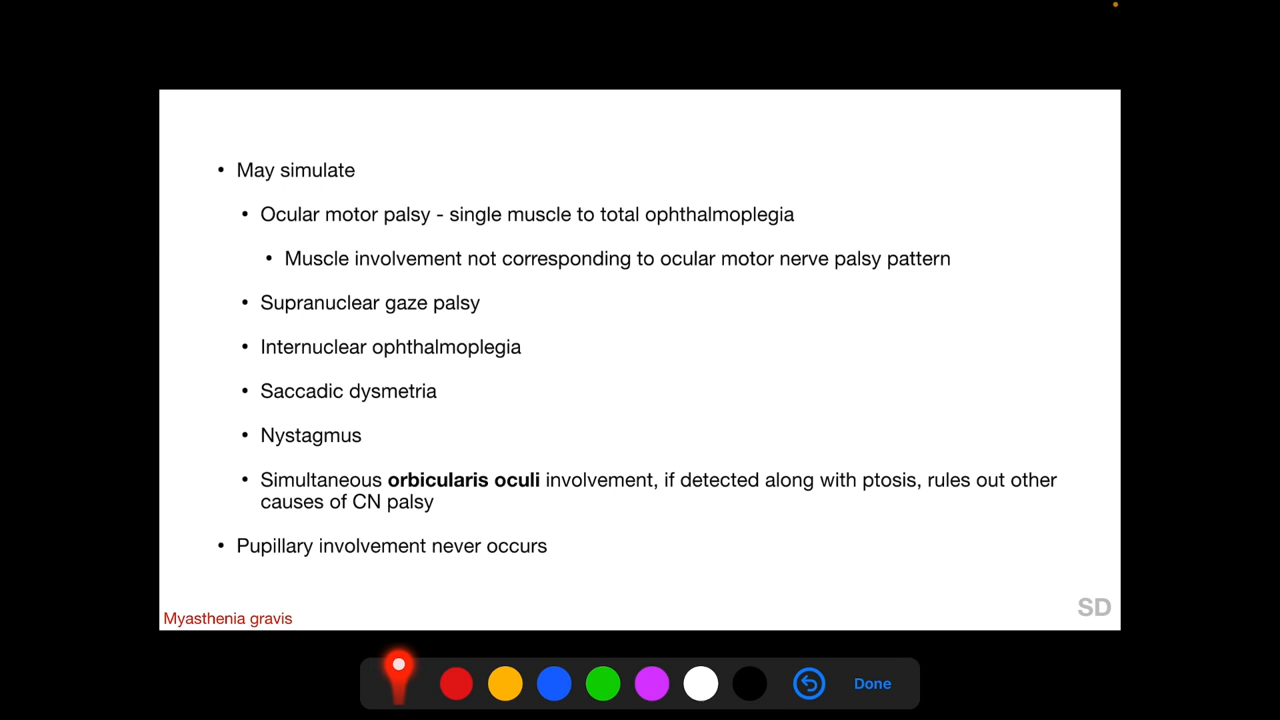 • May simulate
• Ocular motor palsy - single muscle to total ophthalmoplegia
• Muscle involvement not corresponding to ocular motor nerve palsy pattern
• Supranuclear gaze palsy
• Internuclear ophthalmoplegia
• Saccadic dysmetria
• Nystagmus
• Simultaneous orbicularis oculi involvement, if detected along with ptosis, rules out other
causes of CN palsy
• Pupillary involvement never occurs
SD
Myasthenia gravis
Done